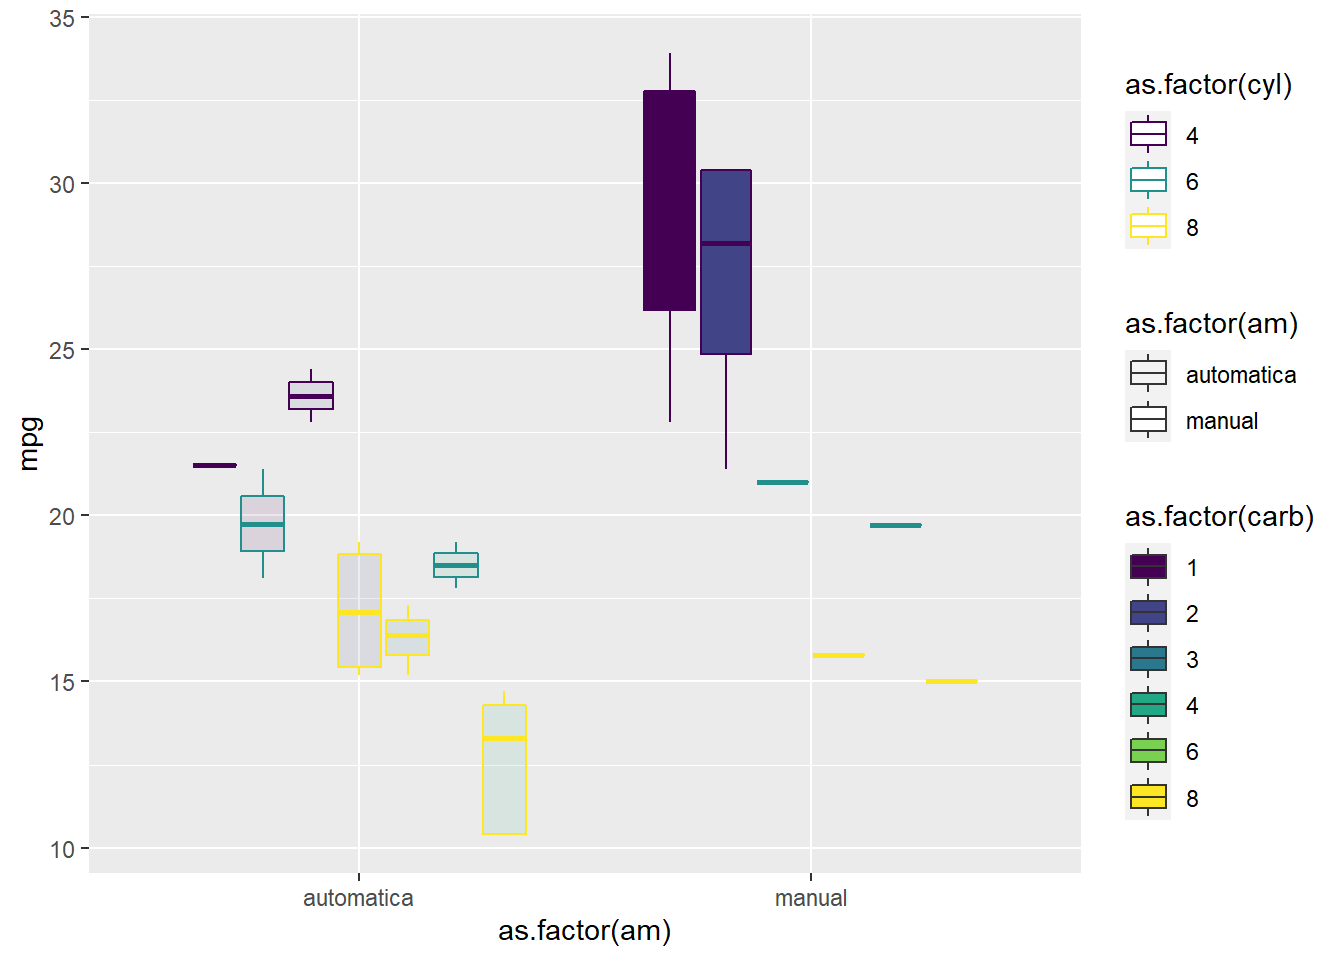 35
30
25
20
15
10
mpg
automatica
manual
as.factor(am)
as.factor(cyl)
4
6
8
as.factor(am)
automatica
manual
as.factor(carb)
1
2
3
4
6
8